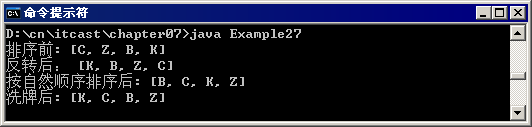 命令提示符
D:\cn\itcast\chapter07>java Example27
排序前: [C, Z, B, K]
反转后: [K, B, Z, C]
按自然顺序排序后: [B, C, K, Z]
洗牌后: [K, C, B, Z]